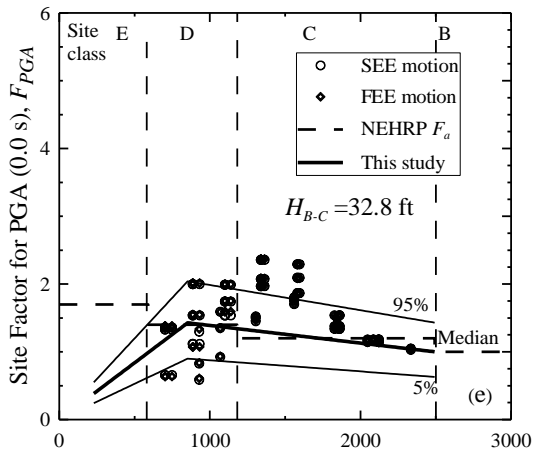 Site class
E
D
C
B
SEE motion
FEE motion
NEHRP Fa
This study
HB-C =32.8 ft
95%
Median
5%
(e)
Site Factor for PGA (0.0 s), FPGA
6
4
2
0
0 1000 2000 3000